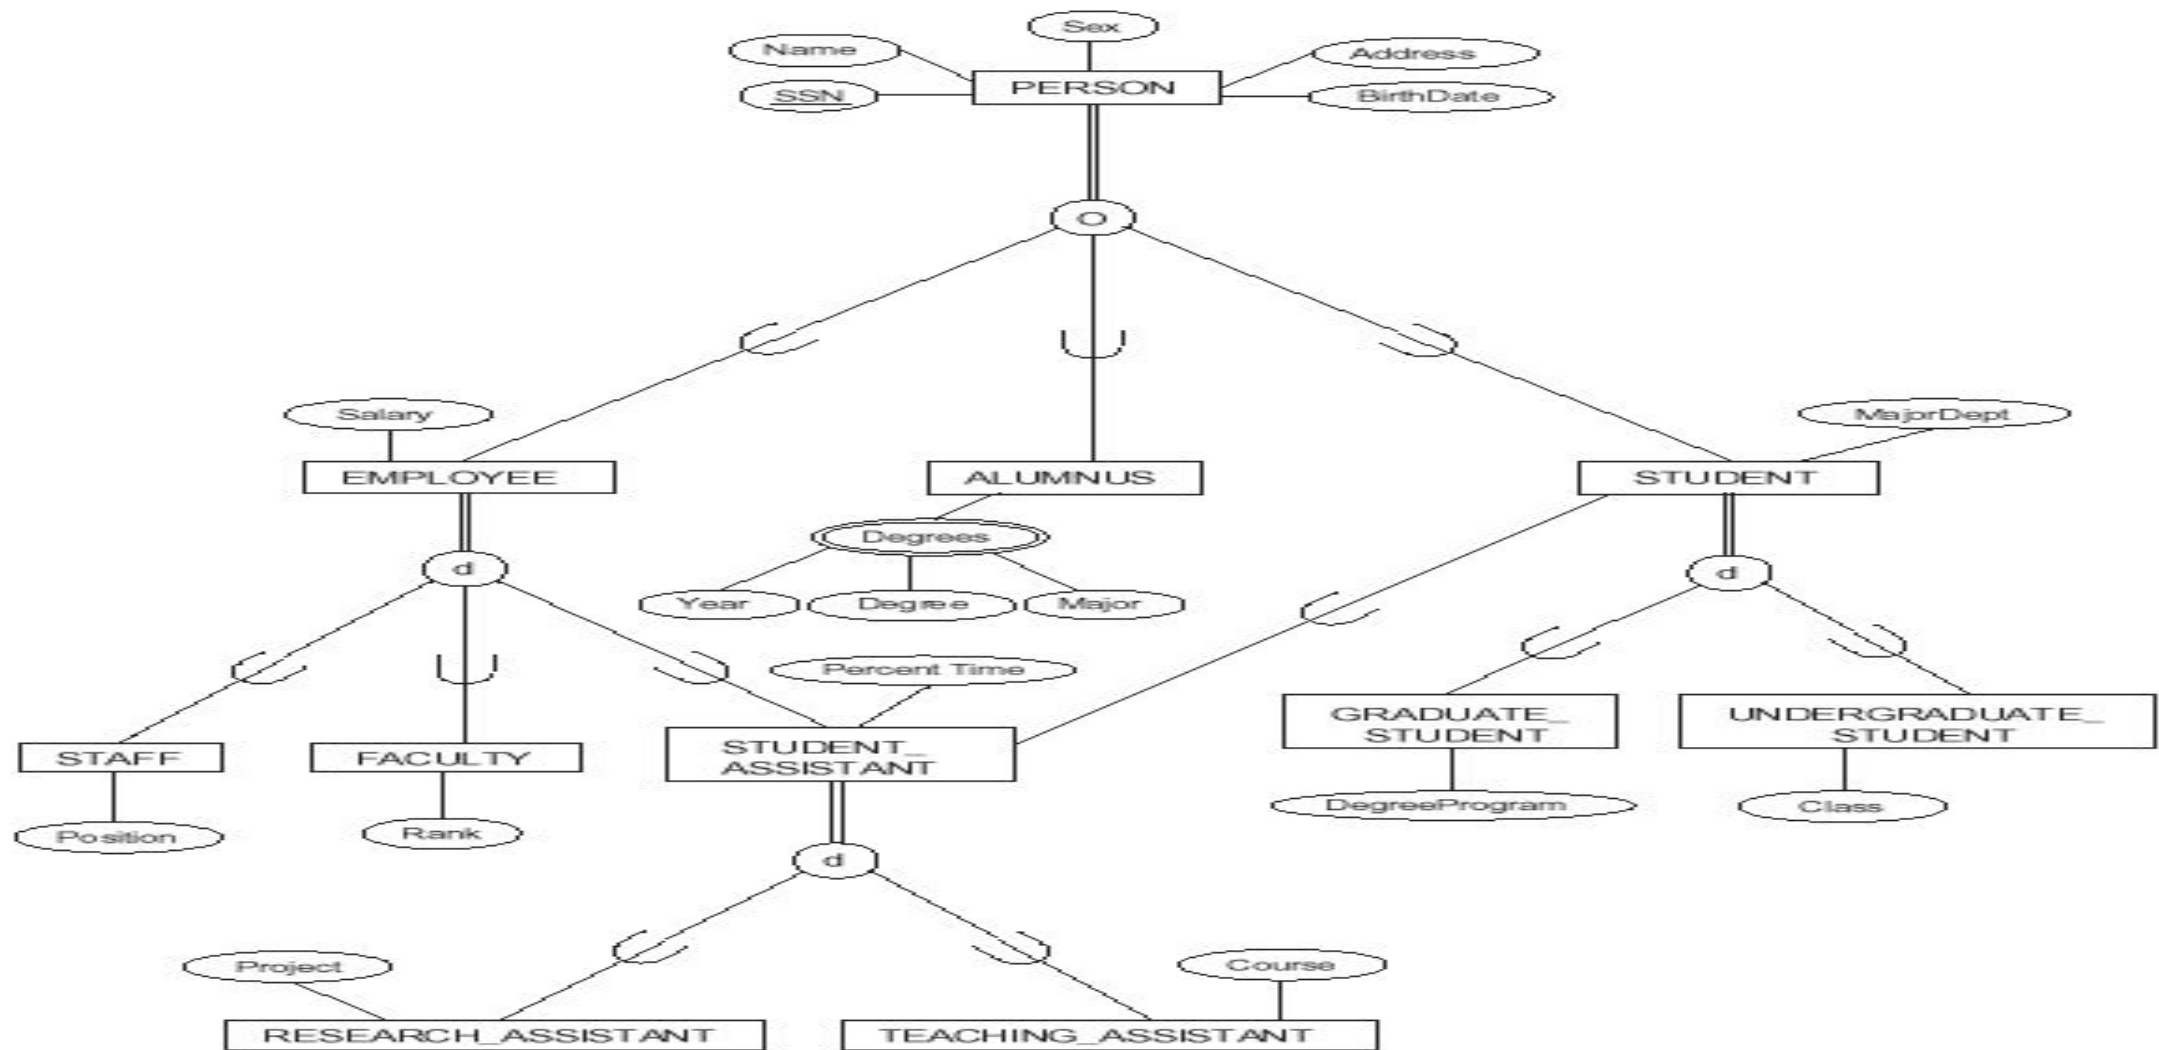 Sex
Name
Address
SSN
PERSON
BirthDate
O
Salary
MajorDept
EMPLOYEE
ALUMNUS
STUDENT
Degrees
d
d
Year
Degree
Major
Percent Time
GRADUATE_
STUDENT
UNDERGRADUATE_
STUDENT
STAFF
FACULTY
STUDENT_
ASSISTANT
DegreeProgram
Class
Position
Rank
d
Project
Course
RESEARCH_ASSISTANT
TEACHING_ASSISTANT